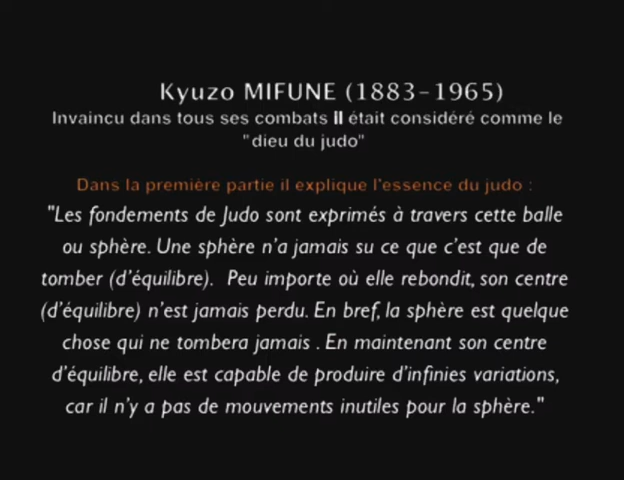 Kyuzo MIFUNE (1883-1965)
Invaincu dans tous ses combats Il était considéré comme le
"dieu du judo"
Dans la première partie il explique l'essence du judo :
"Les fondements de Judo sont exprimés à travers cette balle
ou sphère. Une sphère n'a jamais su ce que c'est que de
tomber (d'équilibre). Peu importe où elle rebondit, son centre
(d'équilibre) n'est jamais perdu. En bref, la sphère est quelque
chose qui ne tombera jamais . En maintenant son centre
d'équilibre, elle est capable de produire d'infinies variations,
car il n'y a pas de mouvements inutiles pour la sphère."